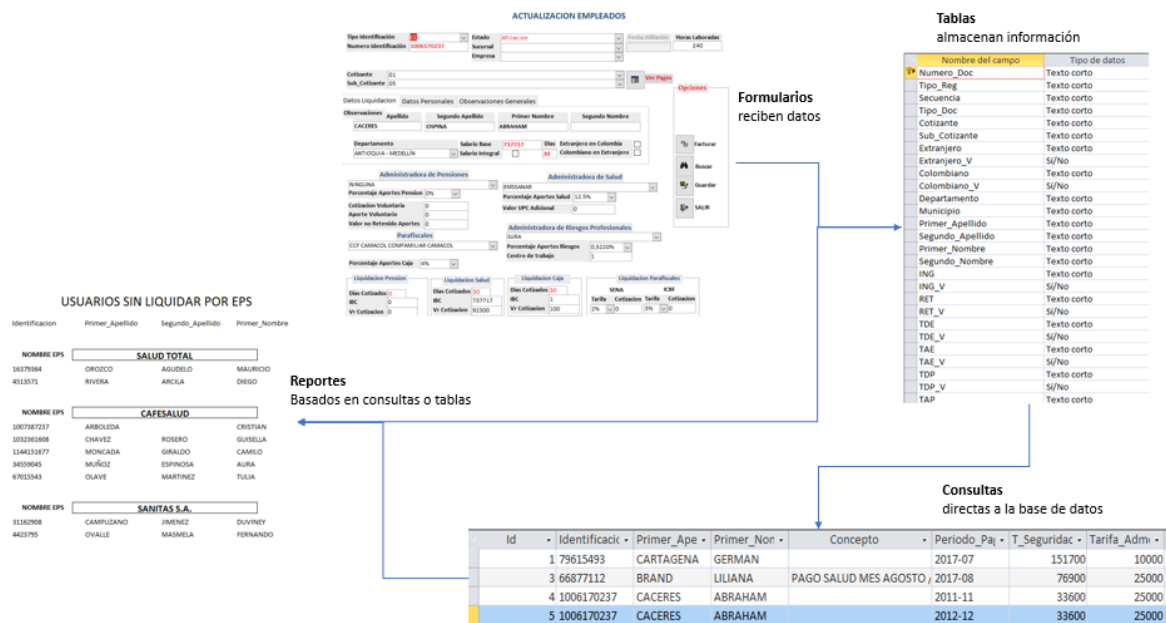 ACTUALIZACION EMPLEADOS
Tipo Identificación CC Estado Afiliacion Fecha Afiliación Horas Laboradas
Numero Identificación 1006170237 Sucursal 240
Empresa
Cotizante 01
Sub_Cotizante 05
Ver Pagos
Opciones
Datos Liquidacion Datos Personales Observaciones Generales
Observaciones Apellido Segundo Apellido Primer Nombre Segundo Nombre
CACERES OSPINA ABRAHAM
Departamento Salario Base 737717 Dias Extranjero en Colombia
ANTIOQUIA - MEDELLÍN Salario Integral 30 Colombiano en Extranjero
Facturar
Buscar
Guardar
SALIR
Administradora de Pensiones
NINGUNA
Porcentaje Aportes Pension 0%
Cotizacion Voluntaria 0
Aporte Voluntario 0
Valor no Retenido Aportes 0
Administradora de Salud
EMSSANAR
Porcentaje Aportes Salud 12.5%
Valor UPC Adicional 0
Parafiscales
CCF CAMACOL COMFAMILIAR CAMACOL
Porcentaje Aportes Caja 4%
Administradora de Riesgos Profesionales
SURA
Porcentaje Aportes Riesgos 0,5220%
Centro de trabajo 1
Liquidacion Pension
Dias Cotizados 0
IBC 0
Vr Cotizacion 0
Liquidacion Salud
Dias Cotizados 30
IBC 737717
Vr Cotizacion 92300
Liquidacion Caja
Dias Cotizados 30
IBC 1
Vr Cotizacion 100
Liquidacion Parafiscales
SENA ICBF
Tarifa Cotizacion Tarifa Cotizacion
2% 0 3% 0
Formularios
reciben datos
Tablas
almacenan información
Nombre del campo Tipo de datos
Numero_Doc Texto corto
Tipo_Reg Texto corto
Secuencia Texto corto
Tipo_Doc Texto corto
Cotizante Texto corto
Sub_Cotizante Texto corto
Extranjero Texto corto
Extranjero_V Sí/No
Colombiano Texto corto
Colombiano_V Sí/No
Departamento Texto corto
Municipio Texto corto
Primer_Apellido Texto corto
Segundo_Apellido Texto corto
Primer_Nombre Texto corto
Segundo_Nombre Texto corto
ING Texto corto
ING_V Sí/No
RET Texto corto
RET_V Sí/No
TDE Texto corto
TDE_V Sí/No
TAE Texto corto
TAE_V Sí/No
TDP Texto corto
TDP_V Sí/No
TAP Texto corto
USUARIOS SIN LIQUIDAR POR EPS
Identificacion Primer_Apellido Segundo_Apellido Primer_Nombre
NOMBRE EPS SALUD TOTAL
16379364 OROZCO AGUDELO MAURICIO
4513571 RIVERA ARCILA DIEGO
NOMBRE EPS CAFESALUD
1007387237 ARBOLEDA CRISTIAN
1032361608 CHAVEZ ROSERO GUISELLA
1144151677 MONCADA GIRALDO CAMILO
34559045 MUÑOZ ESPINOSA AURA
67015543 OLAVE MARTINEZ TULIA
NOMBRE EPS SANITAS S.A.
31162908 CAMPUZANO JIMENEZ DUVINEY
4423795 OVALLE MASMELA FERNANDO
Reportes
Basados en consultas o tablas
Consultas
directas a la base de datos
Id Identificacic Primer_Ape Primer_Non Concepto Periodo_Pa T_Seguridac Tarifa_Adm
1 79615493 CARTAGENA GERMAN 2017-07 151700 10000
3 66877112 BRAND LILIANA PAGO SALUD MES AGOSTO / 2017-08 76900 25000
4 1006170237 CACERES ABRAHAM 2011-11 33600 25000
5 1006170237 CACERES ABRAHAM 2012-12 33600 25000